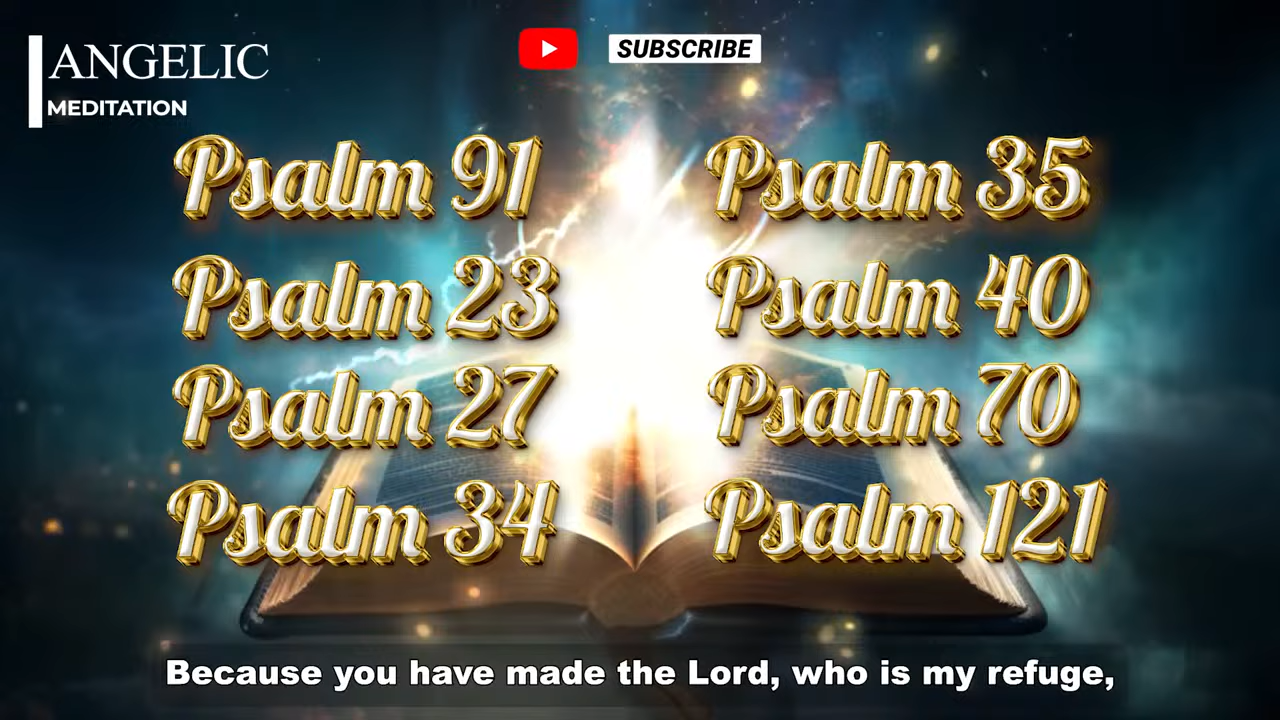 ANGELIC
MEDITATION
SUBSCRIBE
Psalm 91
Psalm 23
Psalm 27
Psalm 34
Psalm 35
Psalm 40
Psalm 70
Psalm 121
Because you have made the Lord, who is my refuge,